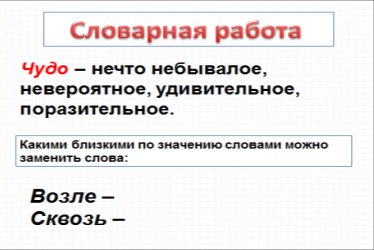 Словарная работа
Чудо – нечто небывалое,
невероятное, удивительное,
поразительное.
Какими близкими по значению словами можно
заменить слова:
Возле –
Сквозь –